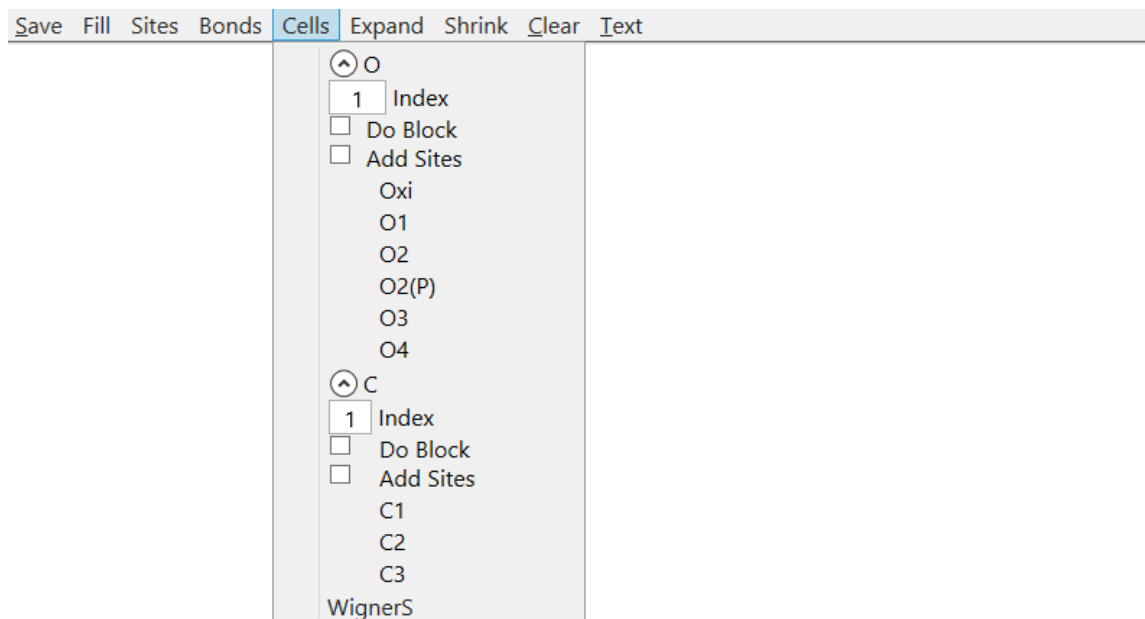 Save Fill Sites Bonds Cells Expand Shrink Clear Text
O
1 Index
Do Block
Add Sites
Oxi
O1
O2
O2(P)
O3
O4
C
1 Index
Do Block
Add Sites
C1
C2
C3
WignerS